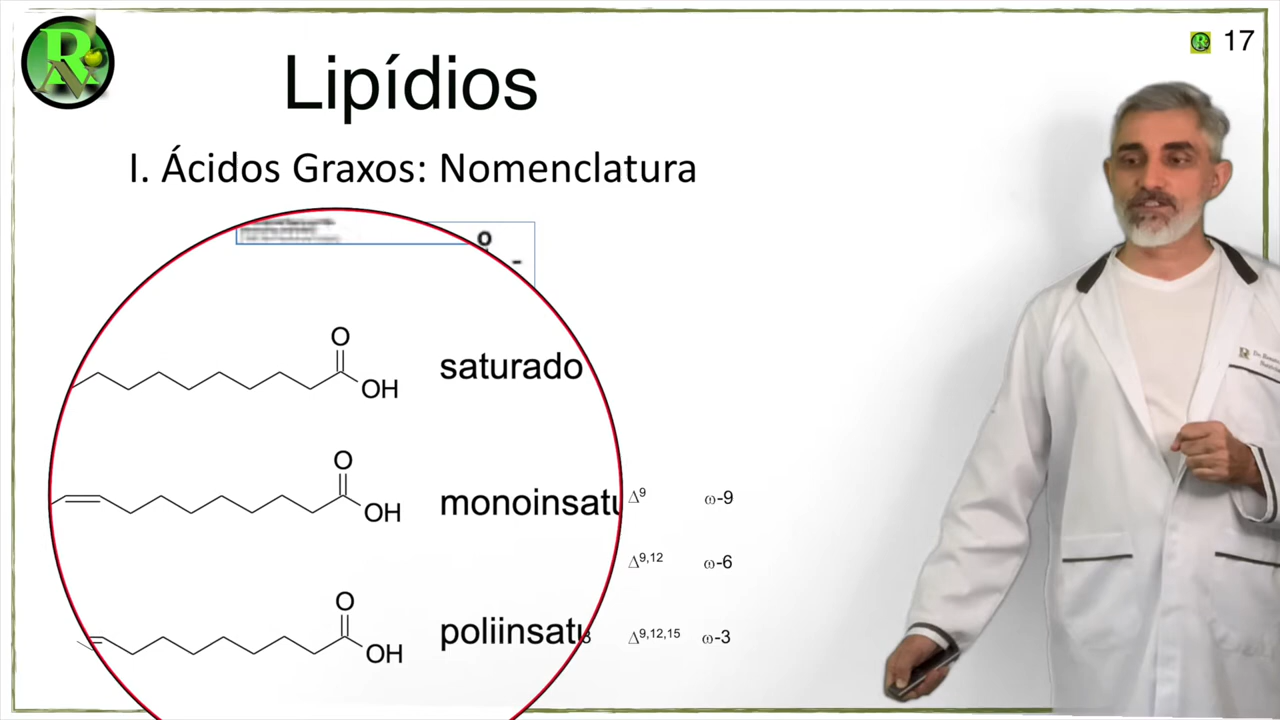 17
Lipídios
I. Ácidos Graxos: Nomenclatura
O
-
O
OH
saturado
O
OH
monoinsatu
Δ9
ω-9
Δ9,12
ω-6
O
OH
poliinsatu
Δ9,12,15
ω-3